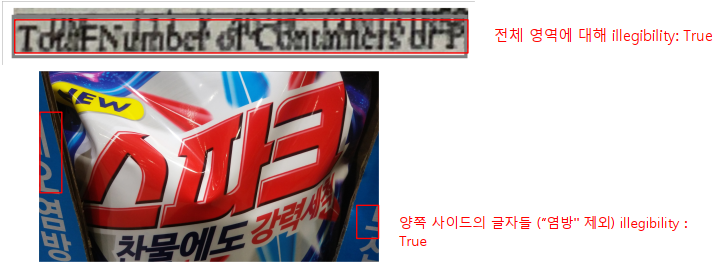 Total Number of Containers or P
전체 영역에 대해 illegibility: True
NEW
스파크
찬물에도 강력세척
염방
양쪽 사이드의 글자들 ("염방" 제외) illegibility :
True